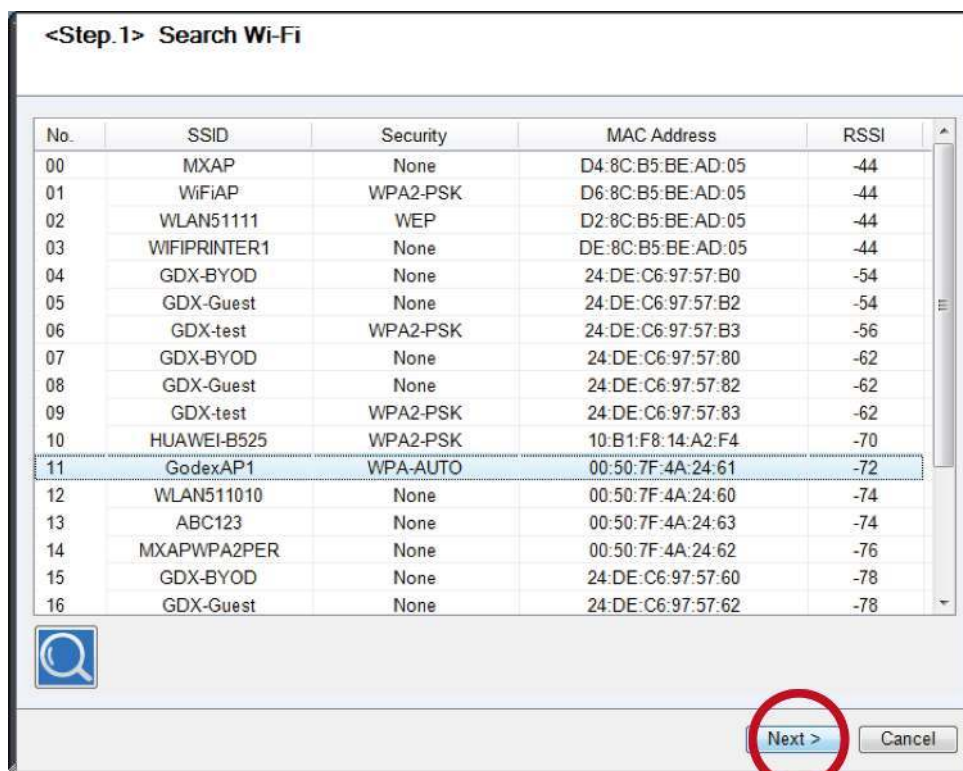 <Step.1> Search Wi-Fi
No. SSID Security MAC Address RSSI
00 MXAP None D4:8C:B5:BE:AD:05 -44
01 WiFiAP WPA2-PSK D6:8C:B5:BE:AD:05 -44
02 WLAN51111 WEP D2:8C:B5:BE:AD:05 -44
03 WIFIPRINTER1 None DE:8C:B5:BE:AD:05 -44
04 GDX-BYOD None 24:DE:C6:97:57:B0 -54
05 GDX-Guest None 24:DE:C6:97:57:B2 -54
06 GDX-test WPA2-PSK 24:DE:C6:97:57:B3 -56
07 GDX-BYOD None 24:DE:C6:97:57:80 -62
08 GDX-Guest None 24:DE:C6:97:57:82 -62
09 GDX-test WPA2-PSK 24:DE:C6:97:57:83 -62
10 HUAWEI-B525 WPA2-PSK 10:B1:F8:14:A2:F4 -70
11 GodexAP1 WPA-AUTO 00:50:7F:4A:24:61 -72
12 WLAN511010 None 00:50:7F:4A:24:60 -74
13 ABC123 None 00:50:7F:4A:24:63 -74
14 MXAPWPA2PER None 00:50:7F:4A:24:62 -76
15 GDX-BYOD None 24:DE:C6:97:57:60 -78
16 GDX-Guest None 24:DE:C6:97:57:62 -78
Next > Cancel